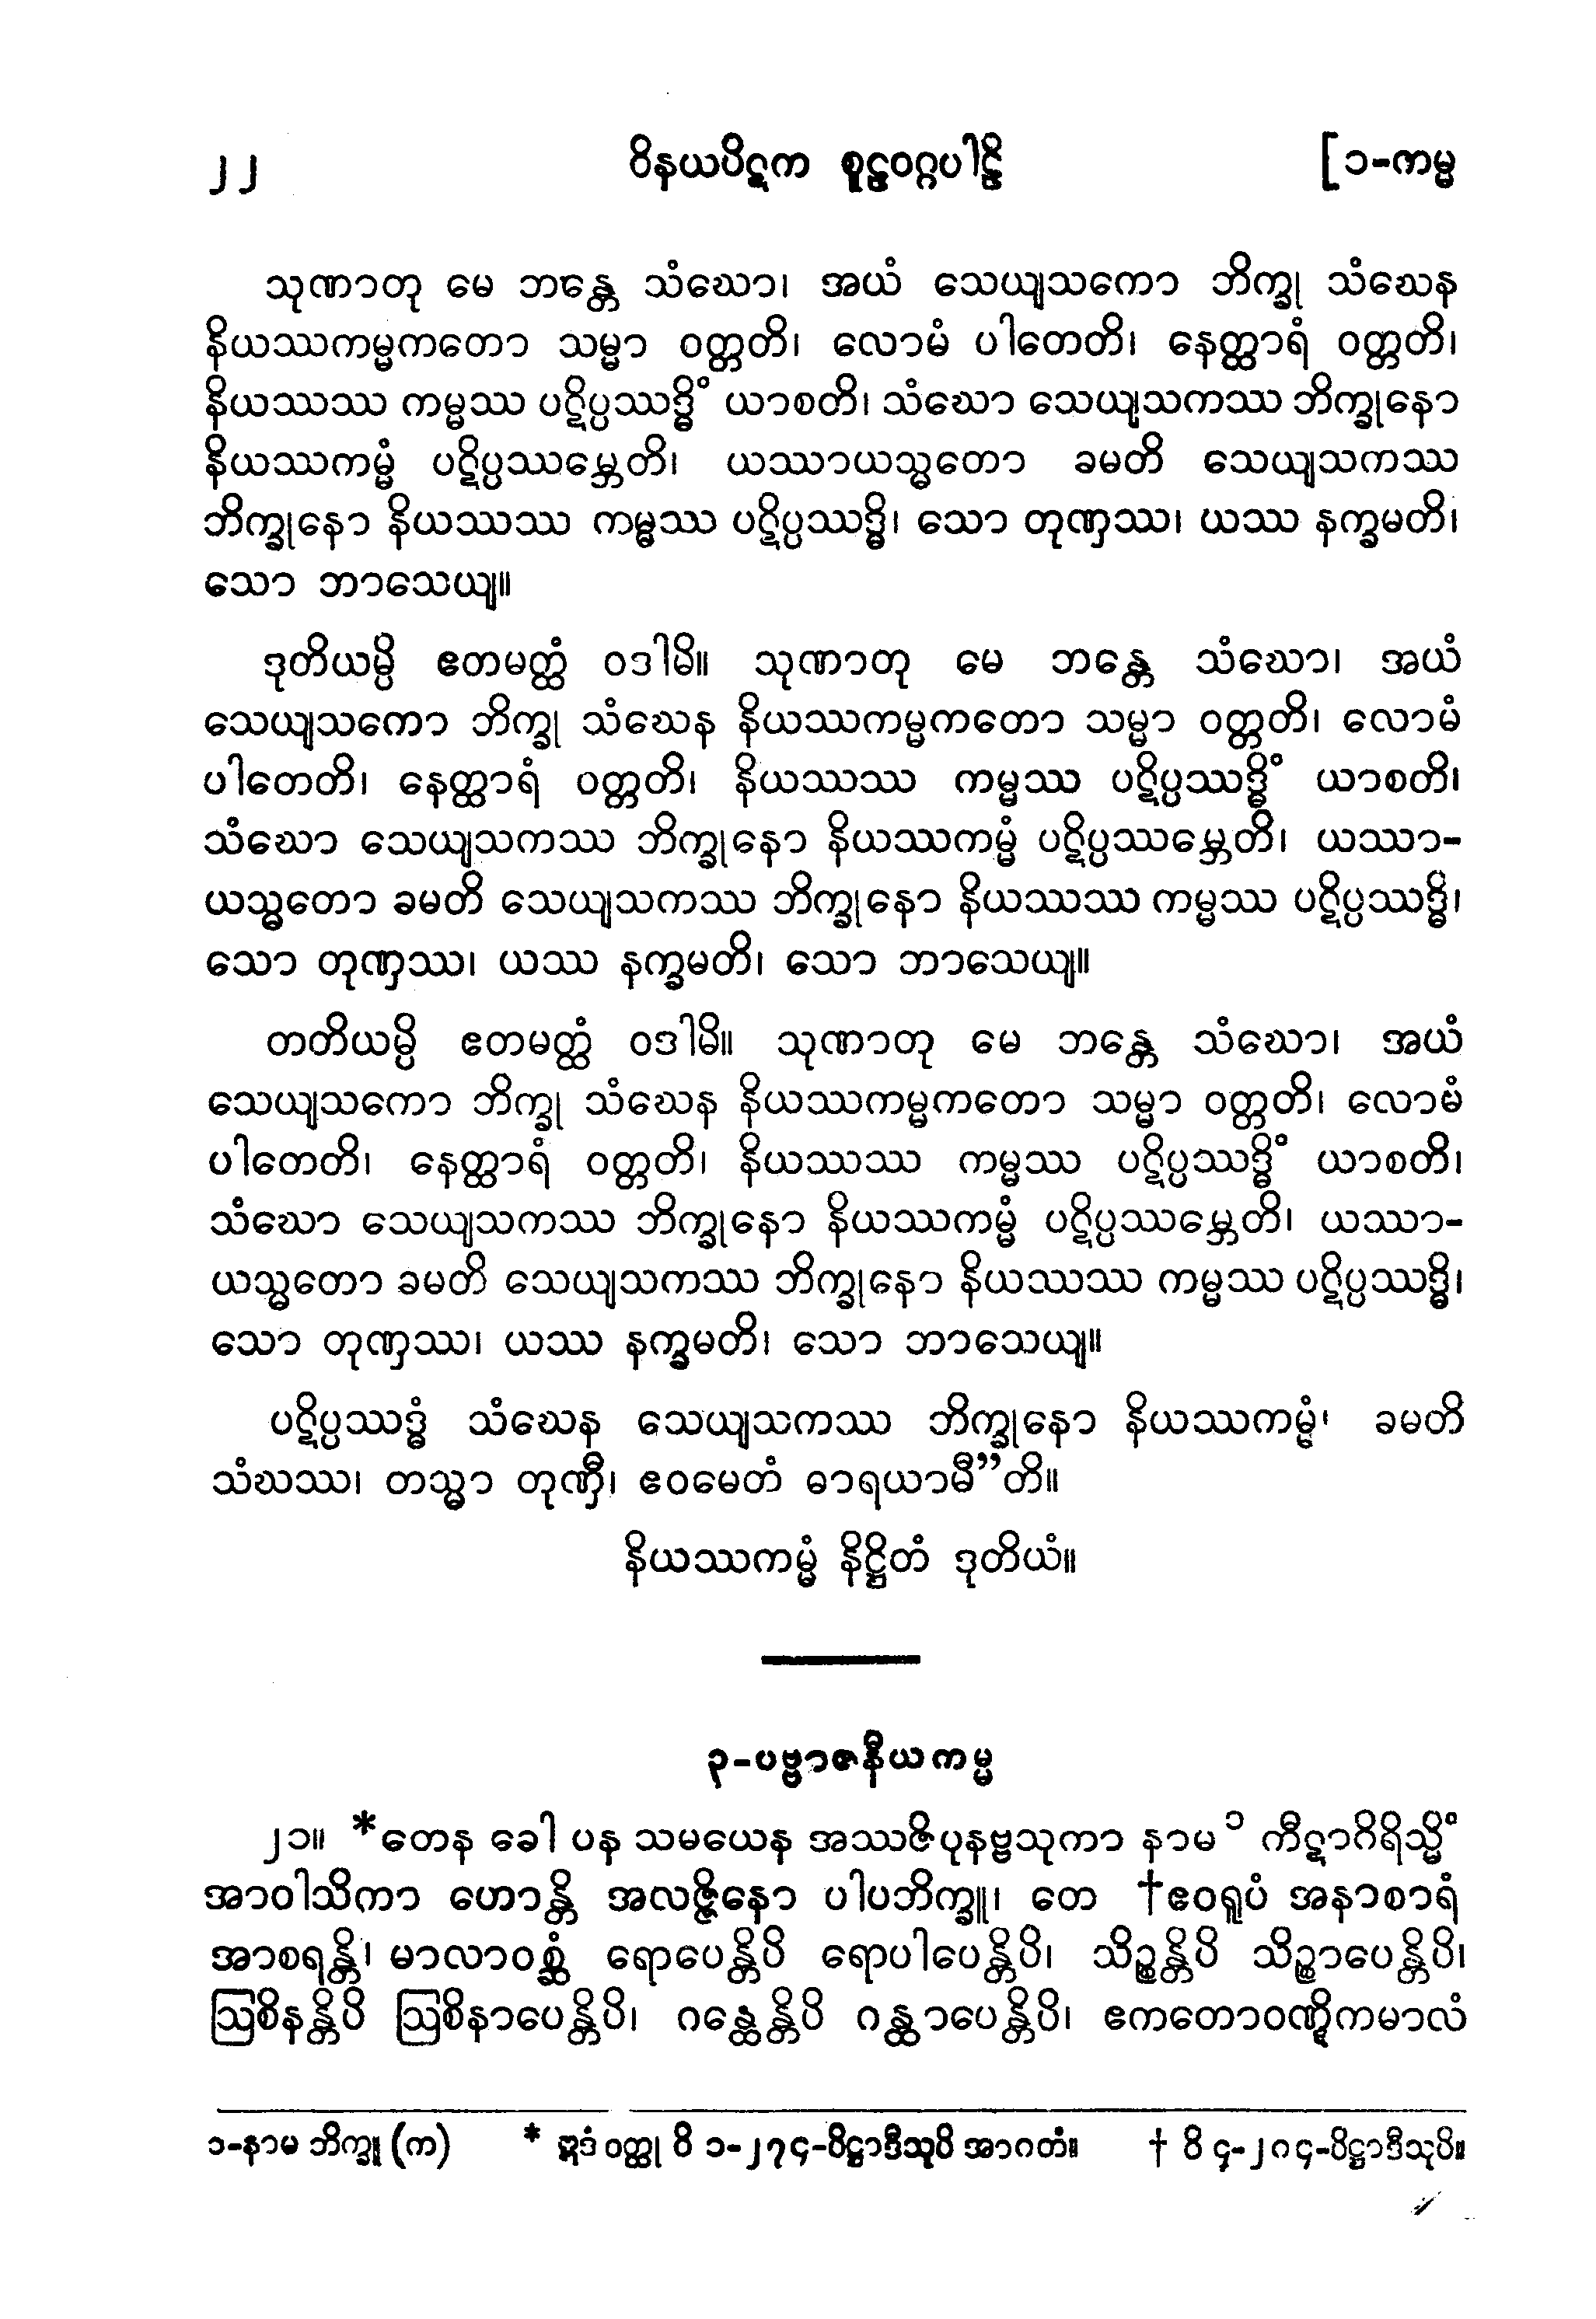 ၂၂ ဝိနယပိဋက စူဠဝဂ္ဂပါဠိ [၁-ကမ္မ
သုဏာတု မေ ဘန္တေ သံဃော၊ အယံ သေယျသကော ဘိက္ခု သံဃေန
နိယဿကမ္မကတော သမ္မာ ဝတ္တတိ၊ လောမံ ပါတေတိ၊ နေတ္ထာရံ ဝတ္တတိ၊
နိယဿဿ ကမ္မဿ ပဋိပ္ပဿဒ္ဓိံ ယာစတိ၊ သံဃော သေယျသကဿ ဘိက္ခုနော
နိယဿကမ္မံ ပဋိပ္ပဿမ္ဘေတိ၊ ယဿာယသ္မတော ခမတိ သေယျသကဿ
ဘိက္ခုနော နိယဿဿ ကမ္မဿ ပဋိပ္ပဿဒ္ဓိ၊ သော တုဏှဿ၊ ယဿ နက္ခမတိ၊
သော ဘာသေယျ။
ဒုတိယမ္ပိ ဧတမတ္ထံ ဝဒါမိ။ သုဏာတု မေ ဘန္တေ သံဃော၊ အယံ
သေယျသကော ဘိက္ခု သံဃေန နိယဿကမ္မကတော သမ္မာ ဝတ္တတိ၊ လောမံ
ပါတေတိ၊ နေတ္ထာရံ ဝတ္တတိ၊ နိယဿဿ ကမ္မဿ ပဋိပ္ပဿဒ္ဓိံ ယာစတိ၊
သံဃော သေယျသကဿ ဘိက္ခုနော နိယဿကမ္မံ ပဋိပ္ပဿမ္ဘေတိ၊ ယဿာ-
ယသ္မတော ခမတိ သေယျသကဿ ဘိက္ခုနော နိယဿဿ ကမ္မဿ ပဋိပ္ပဿဒ္ဓိ၊
သော တုဏှဿ၊ ယဿ နက္ခမတိ၊ သော ဘာသေယျ။
တတိယမ္ပိ ဧတမတ္ထံ ဝဒါမိ။ သုဏာတု မေ ဘန္တေ သံဃော၊ အယံ
သေယျသကော ဘိက္ခု သံဃေန နိယဿကမ္မကတော သမ္မာ ဝတ္တတိ၊ လောမံ
ပါတေတိ၊ နေတ္ထာရံ ဝတ္တတိ၊ နိယဿဿ ကမ္မဿ ပဋိပ္ပဿဒ္ဓိံ ယာစတိ၊
သံဃော သေယျသကဿ ဘိက္ခုနော နိယဿကမ္မံ ပဋိပ္ပဿမ္ဘေတိ၊ ယဿာ-
ယသ္မတော ခမတိ သေယျသကဿ ဘိက္ခုနော နိယဿဿ ကမ္မဿ ပဋိပ္ပဿဒ္ဓိ၊
သော တုဏှဿ၊ ယဿ နက္ခမတိ၊ သော ဘာသေယျ။
ပဋိပ္ပဿဒ္ဓံ သံဃေန သေယျသကဿ ဘိက္ခုနော နိယဿကမ္မံ၊ ခမတိ
သံဃဿ၊ တသ္မာ တုဏှီ၊ ဧဝမေတံ ဓာရယာမီ”တိ။
နိယဿကမ္မံ နိဋ္ဌိတံ ဒုတိယံ။
၃-ပဗ္ဗာဇနီယကမ္မ
၂၁။ *တေန ခေါ ပန သမယေန အဿဇိပုနဗ္ဗသုကာ နာမ ၁ ကီဋာဂိရိသ္မိံ
အာဝါသိကာ ဟောန္တိ အလဇ္ဇိနော ပါပဘိက္ခူ၊ တေ †ဧဝရူပံ အနာစာရံ
အာစရန္တိ၊ မာလာဝစ္ဆံ ရောပေန္တိပိ ရောပါပေန္တိပိ၊ သိဉ္စန္တိပိ သိဉ္စာပေန္တိပိ၊
ဩစိနန္တိပိ ဩစိနာပေန္တိပိ၊ ဂန္ထေန္တိပိ ဂန္ထာပေန္တိပိ၊ ဧကတောဝဏ္ဋိကမာလံ
၁-နာမ ဘိက္ခူ (က) * ဣဒံ ဝတ္ထု ဝိ ၁-၂၇၄-ပိဋ္ဌာဒီသုပိ အာဂတံ။ † ဝိ ၄-၂၈၄-ပိဋ္ဌာဒီသုပိ။